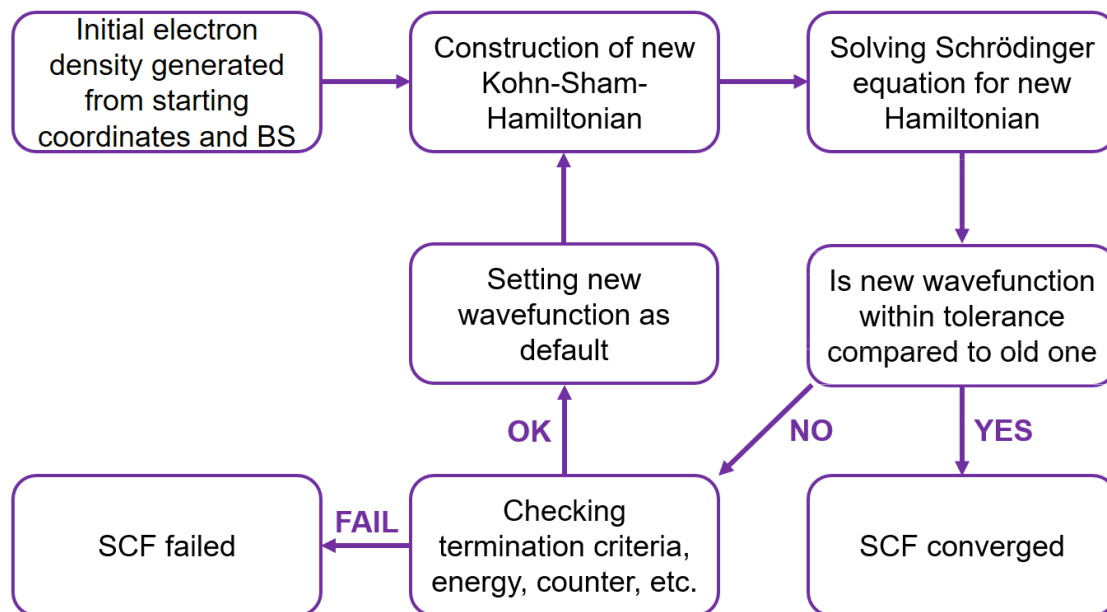 Initial electron
density generated
from starting
coordinates and BS
Construction of new
Kohn-Sham-
Hamiltonian
Solving Schrödinger
equation for new
Hamiltonian
Setting new
wavefunction as
default
Is new wavefunction
within tolerance
compared to old one
OK
NO
YES
SCF failed
FAIL
Checking
termination criteria,
energy, counter, etc.
SCF converged